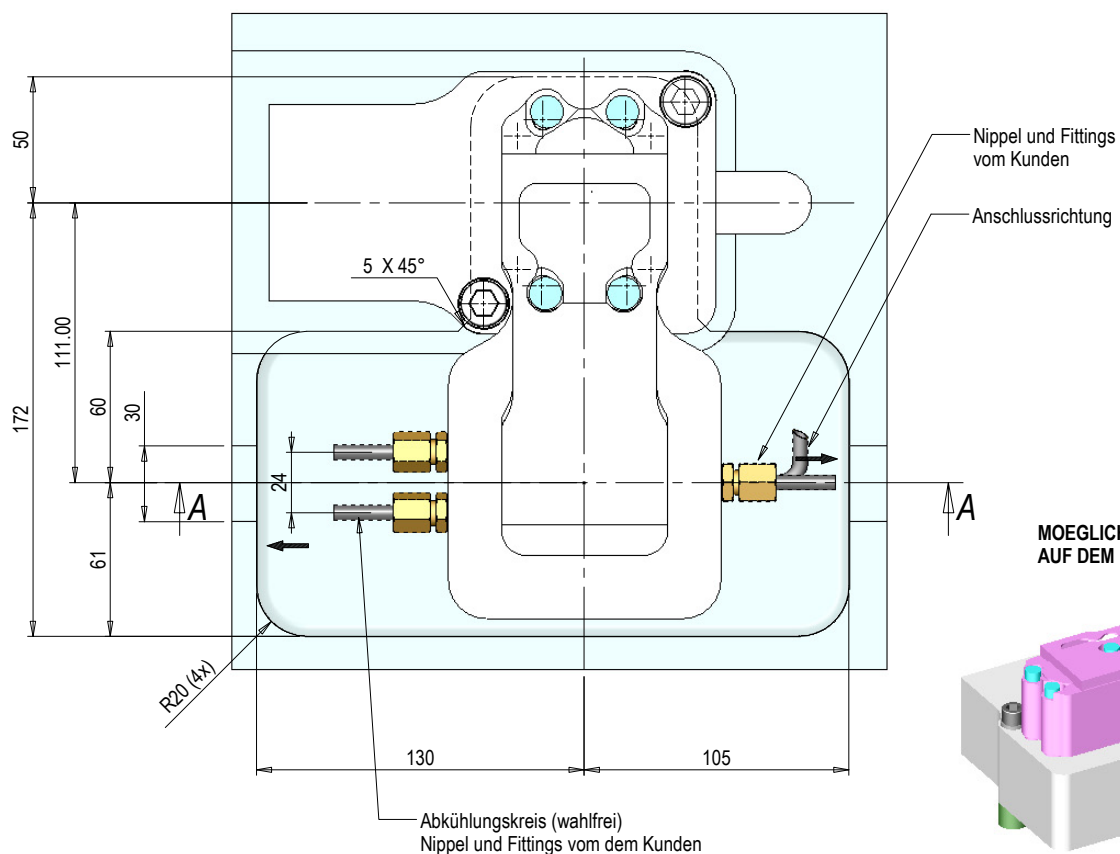 50
Nippel und Fittings
vom Kunden
Anschlussrichtung
5 X 45°
111.00
172
60
30
24
A
A
61
MOEGLICH
AUF DEM
R20 (4x)
130
105
Abkühlungskreis (wahlfrei)
Nippel und Fittings vom dem Kunden